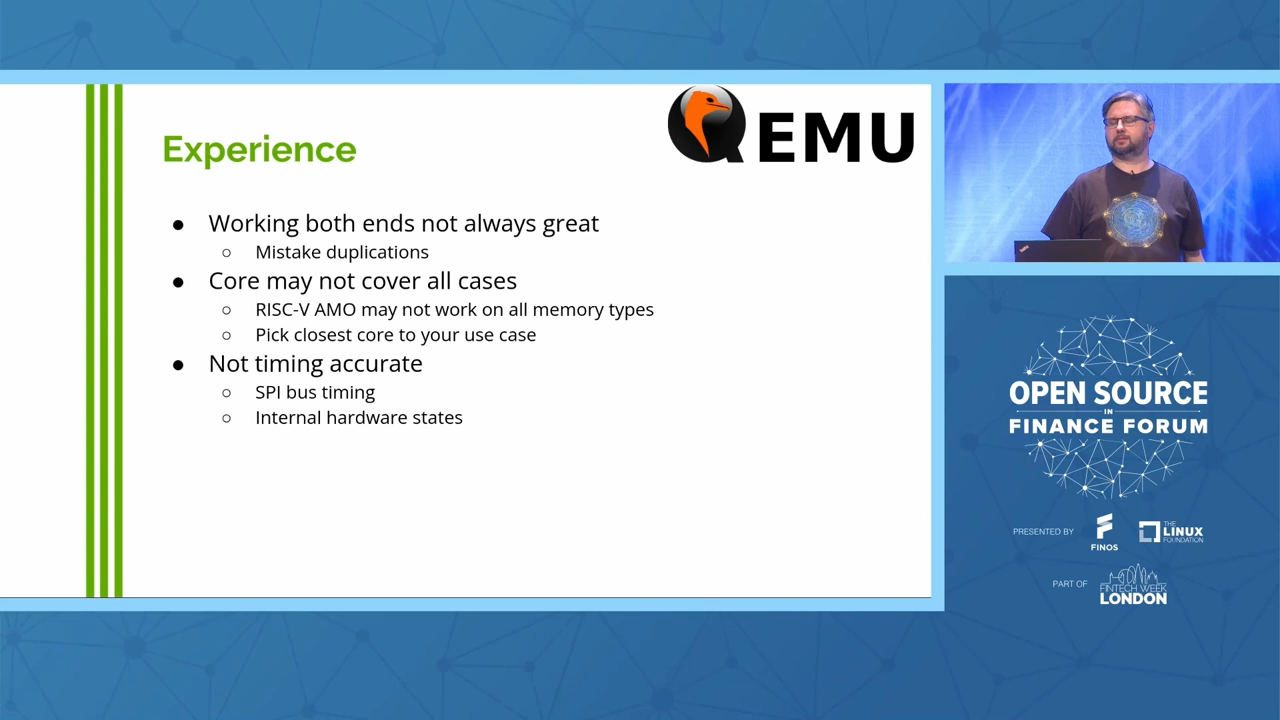 Experience
QEMU
Working both ends not always great
Mistake duplications
Core may not cover all cases
RISC-V AMO may not work on all memory types
Pick closest core to your use case
Not timing accurate
SPI bus timing
Internal hardware states
OPEN SOURCE
IN
FINANCE FORUM
PRESENTED BY
FINOS
THE
LINUX
FOUNDATION
PART OF
FINTECH WEEK
LONDON